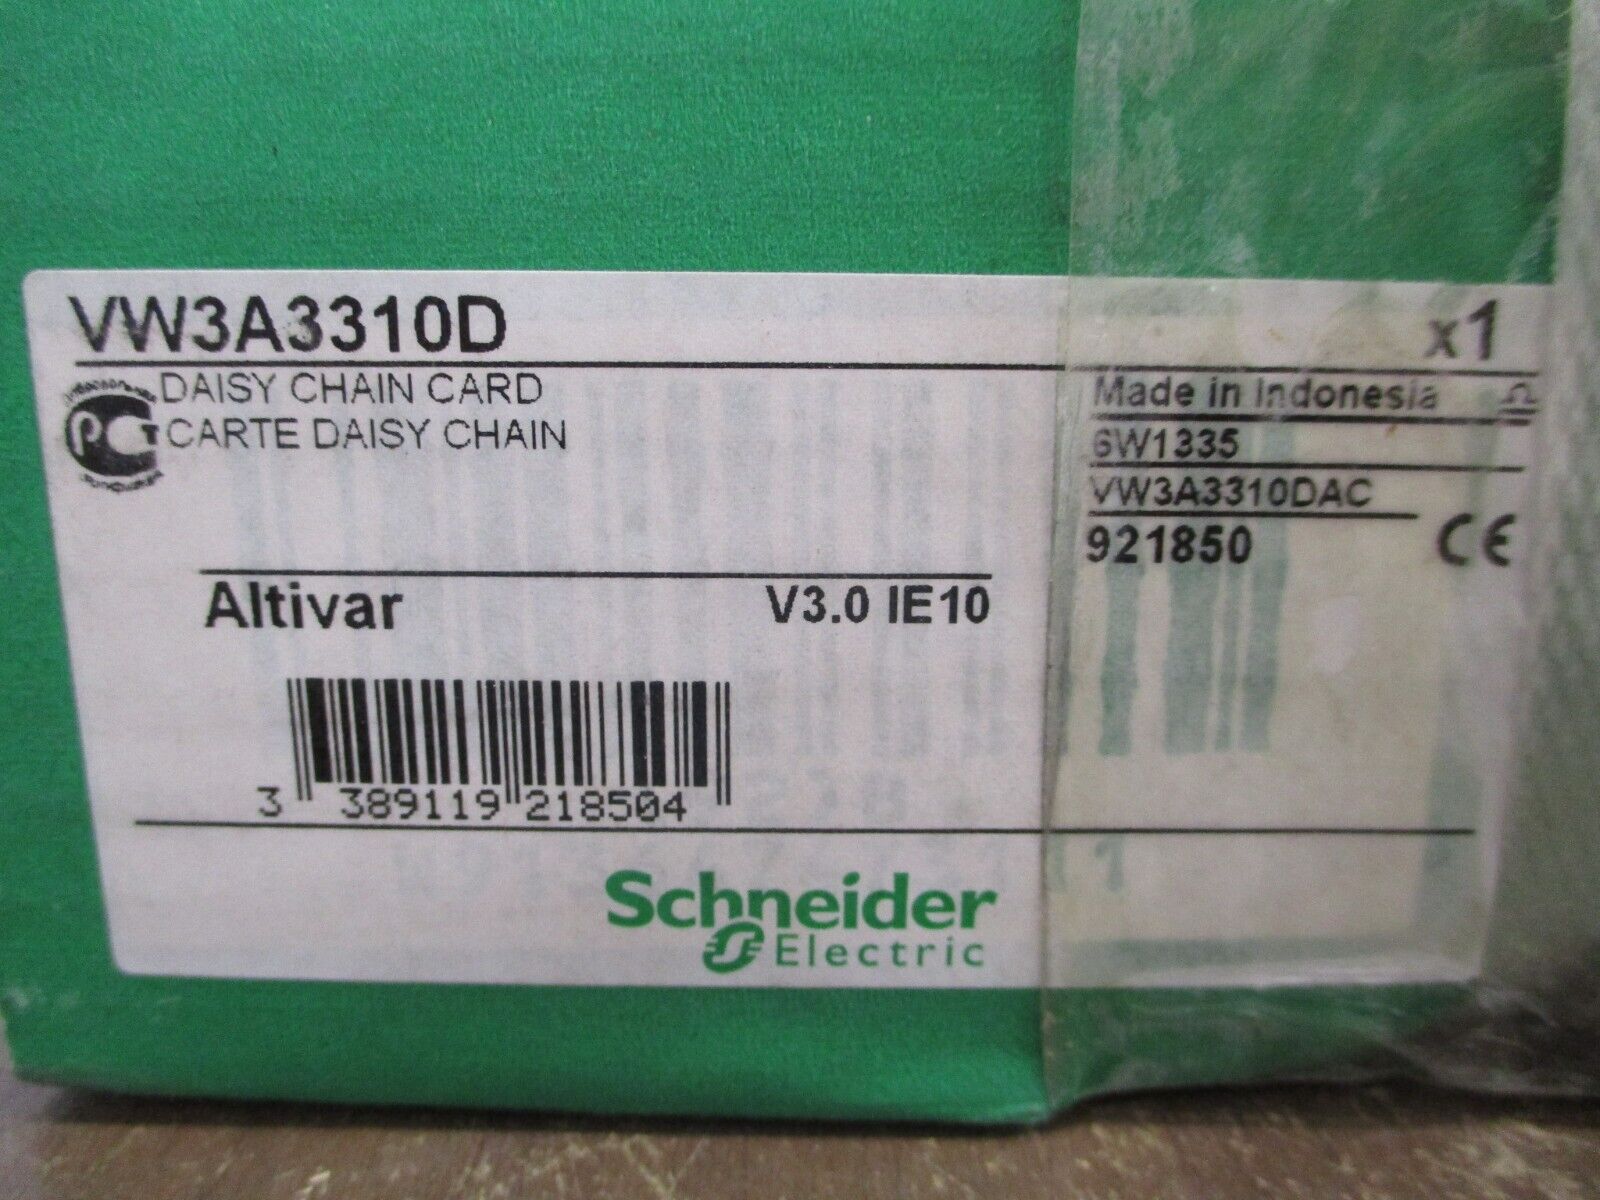 VW3A3310D x1
DAISY CHAIN CARD
CARTE DAISY CHAIN
Made in Indonesia
6W1335
VW3A3310DAC
921850 CE
Altivar V3.0 IE10
3 389119 218504
Schneider
Electric